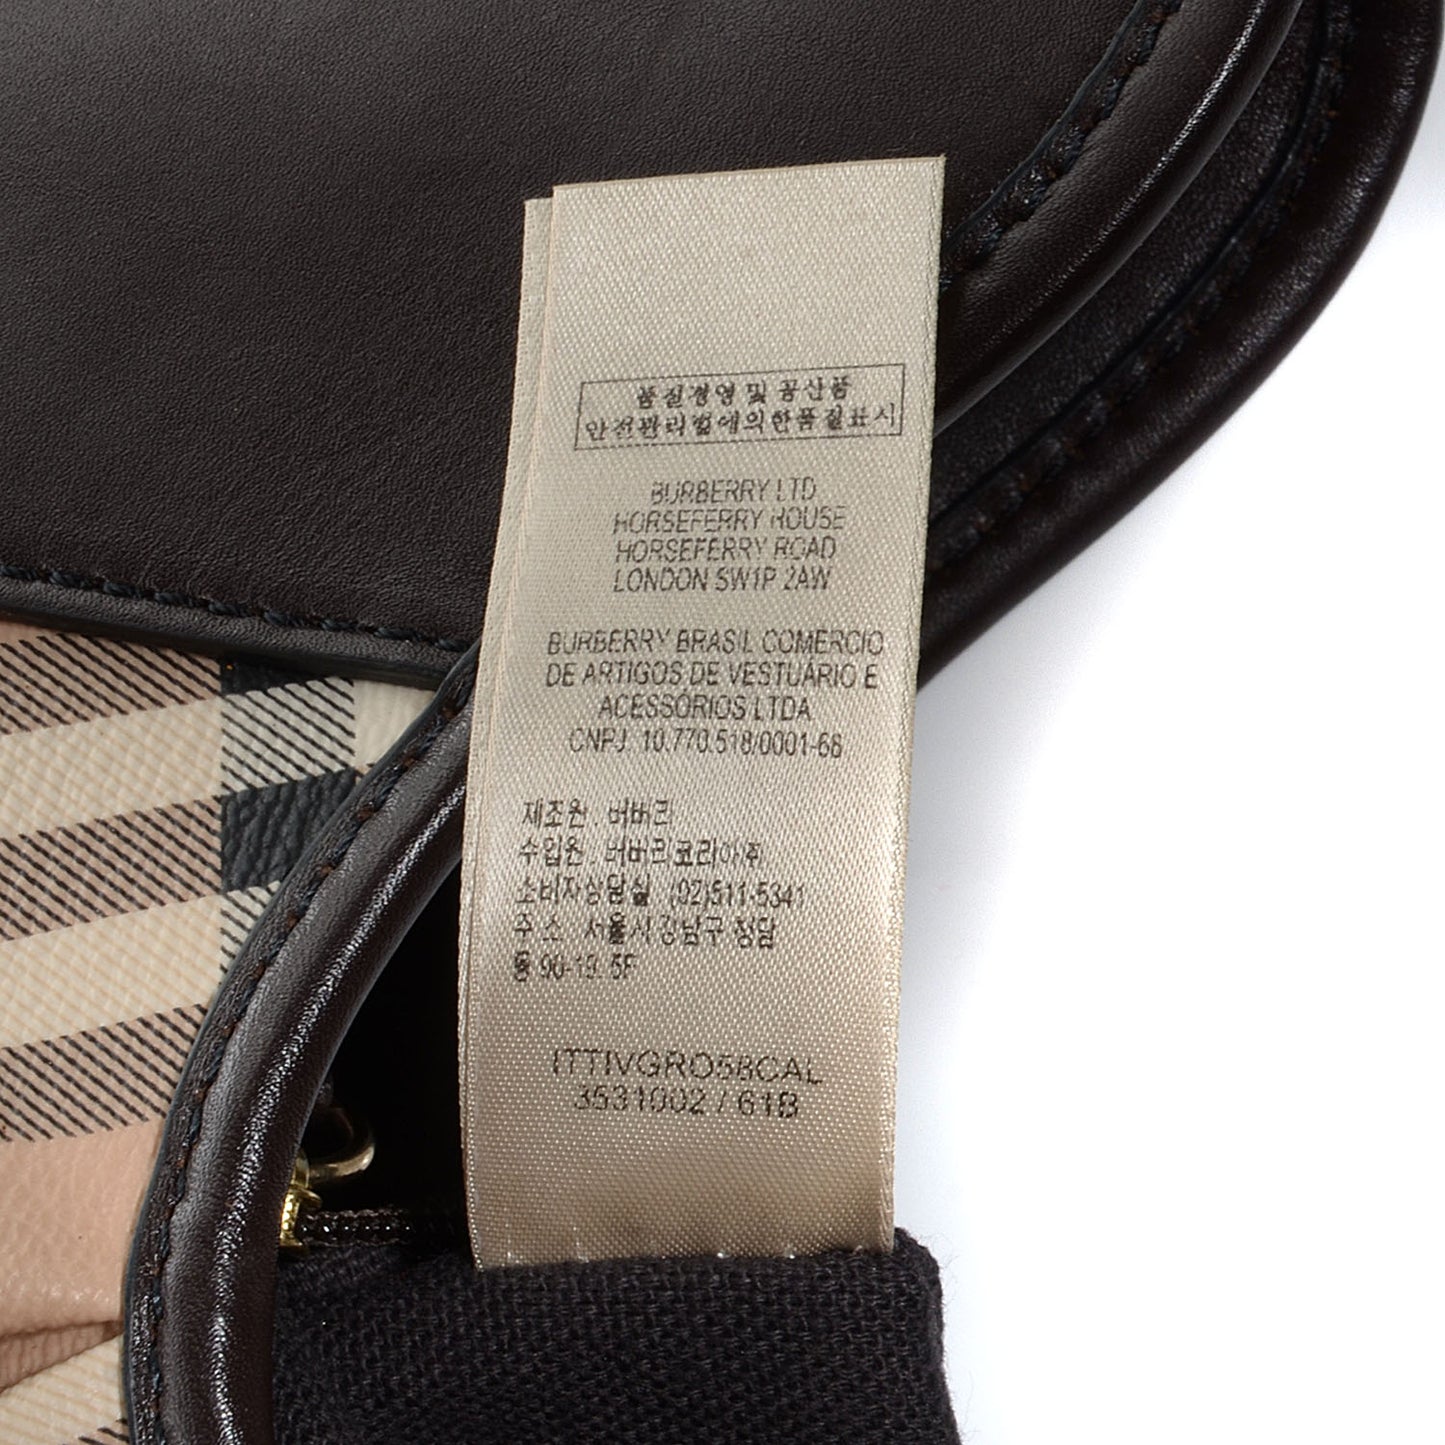 품질경영 및 공산품
안전관리법에의한품질표시
BURBERRY LTD
HORSEFERRY HOUSE
HORSEFERRY ROAD
LONDON SW1P 2AW
BURBERRY BRASIL COMERCIO
DE ARTIGOS DE VESTUÁRIO E
ACESSÓRIOS LTDA
CNPJ. 10.770.518/0001-66
제조원 . 버버리
수입원 . 버버리코리아㈜
소비자상담실 (02)511-5341
주 소 서울시강남구청담
동 90-19. 5F
ITTIVGRO58CAL
3531002 / 61B